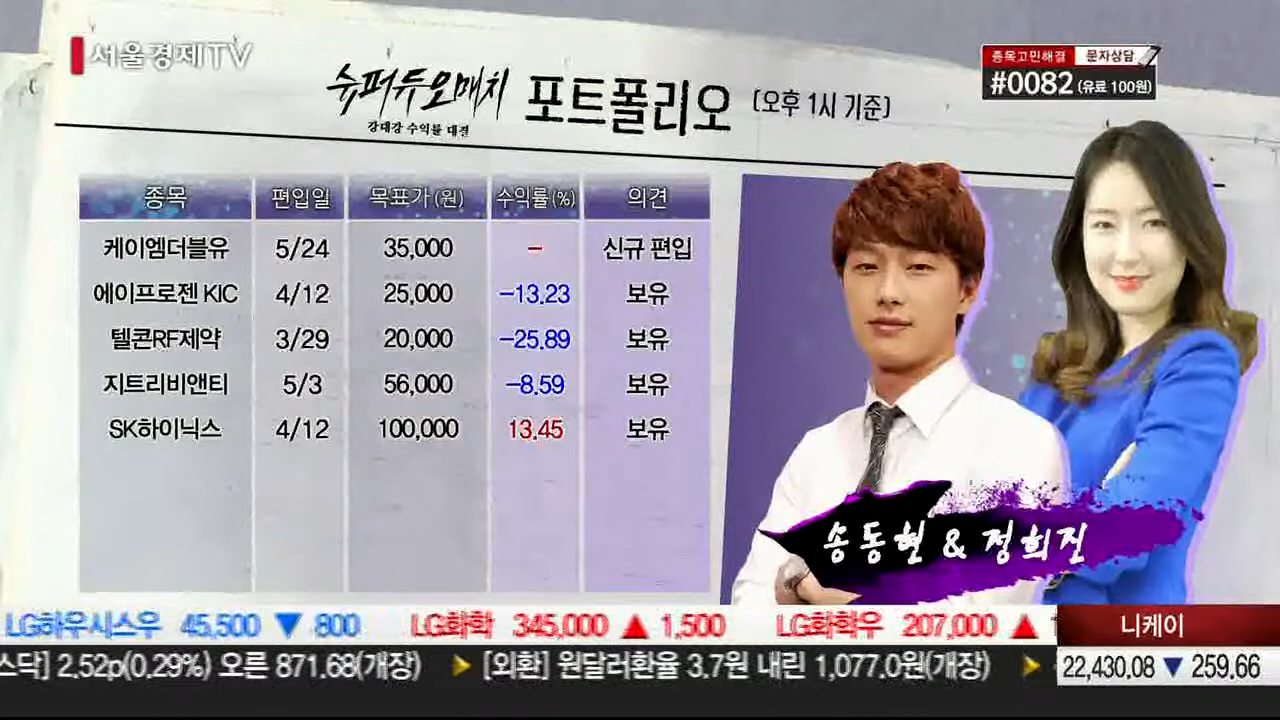 서울경제TV
종목고민해결 문자상담
#0082 (유료 100원)
슈퍼듀오매치 포트폴리오 [오후 1시 기준]
강대강 수익률 대결
종목 편입일 목표가(원) 수익률(%) 의견
케이엠더블유 5/24 35,000 – 신규 편입
에이프로젠 KIC 4/12 25,000 -13.23 보유
텔콘RF제약 3/29 20,000 -25.89 보유
지트리비앤티 5/3 56,000 -8.59 보유
SK하이닉스 4/12 100,000 13.45 보유
송동현 & 정희진
LG하우시스우 45,500 ▼ 800 LG화학 345,000 ▲ 1,500 LG화학우 207,000 ▲ 니케이
스닥] 2.52p(0.29%) 오른 871.68(개장) ▶ [외환] 원달러환율 3.7원 내린 1,077.0원(개장) ▶ 22,430.08 ▼ 259.66